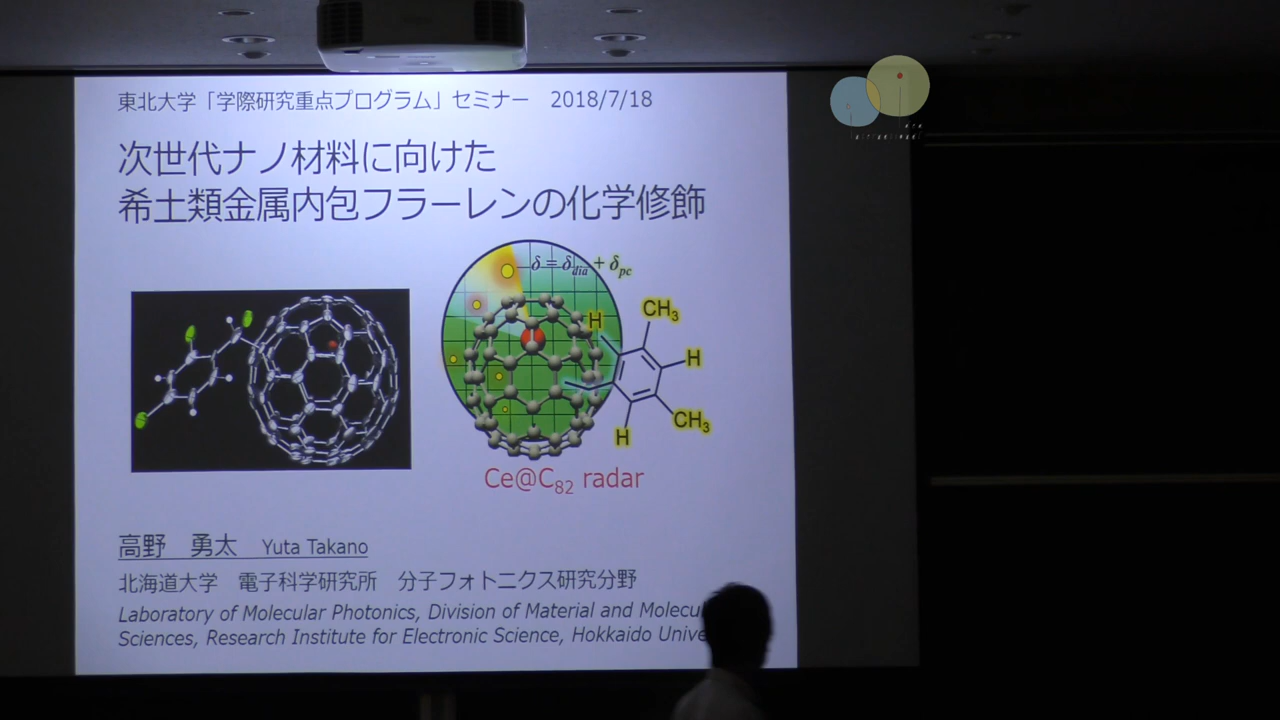 東北大学「学際研究重点プログラム」セミナー 2018/7/18
次世代ナノ材料に向けた
希土類金属内包フラーレンの化学修飾
δ = δdia + δpc
H
CH3
H
CH3
H
Ce@C82 radar
高野 勇太 Yuta Takano
北海道大学 電子科学研究所 分子フォトニクス研究分野
Laboratory of Molecular Photonics, Division of Material and
Sciences, Research Institute for Electronic Science, Hokkaido